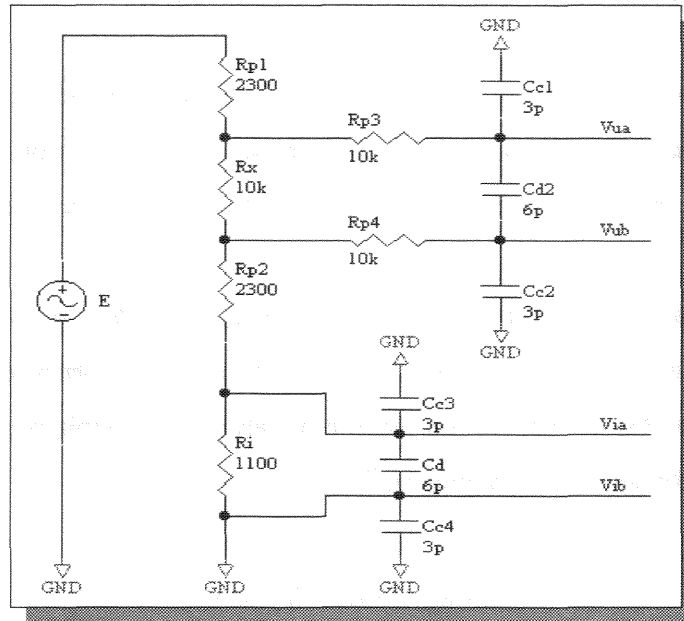 GND
Rp1
2300
Cc1
3p
Rp3
Vua
10k
Rx
10k
Cd2
6p
Rp4
Vub
10k
Rp2
2300
Cc2
3p
E
GND
GND
Cc3
3p
Via
Ri
1100
Cd
6p
Vib
Cc4
3p
GND
GND
GND